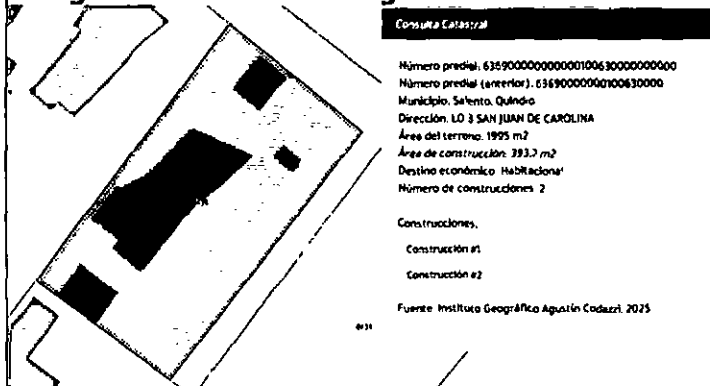 Consulta Catastral
Número predial: 636900000000000100630000000000
Número predial (anterior): 63690000000100630000
Municipio: Salento, Quindío
Dirección: LO 3 SAN JUAN DE CAROLINA
Área del terreno: 1995 m2
Área de construcción: 393.2 m2
Destino económico: Habitacional
Número de construcciones: 2
Construcciones:
Construcción #1
Construcción #2
Fuente: Instituto Geográfico Agustín Codazzi, 2025